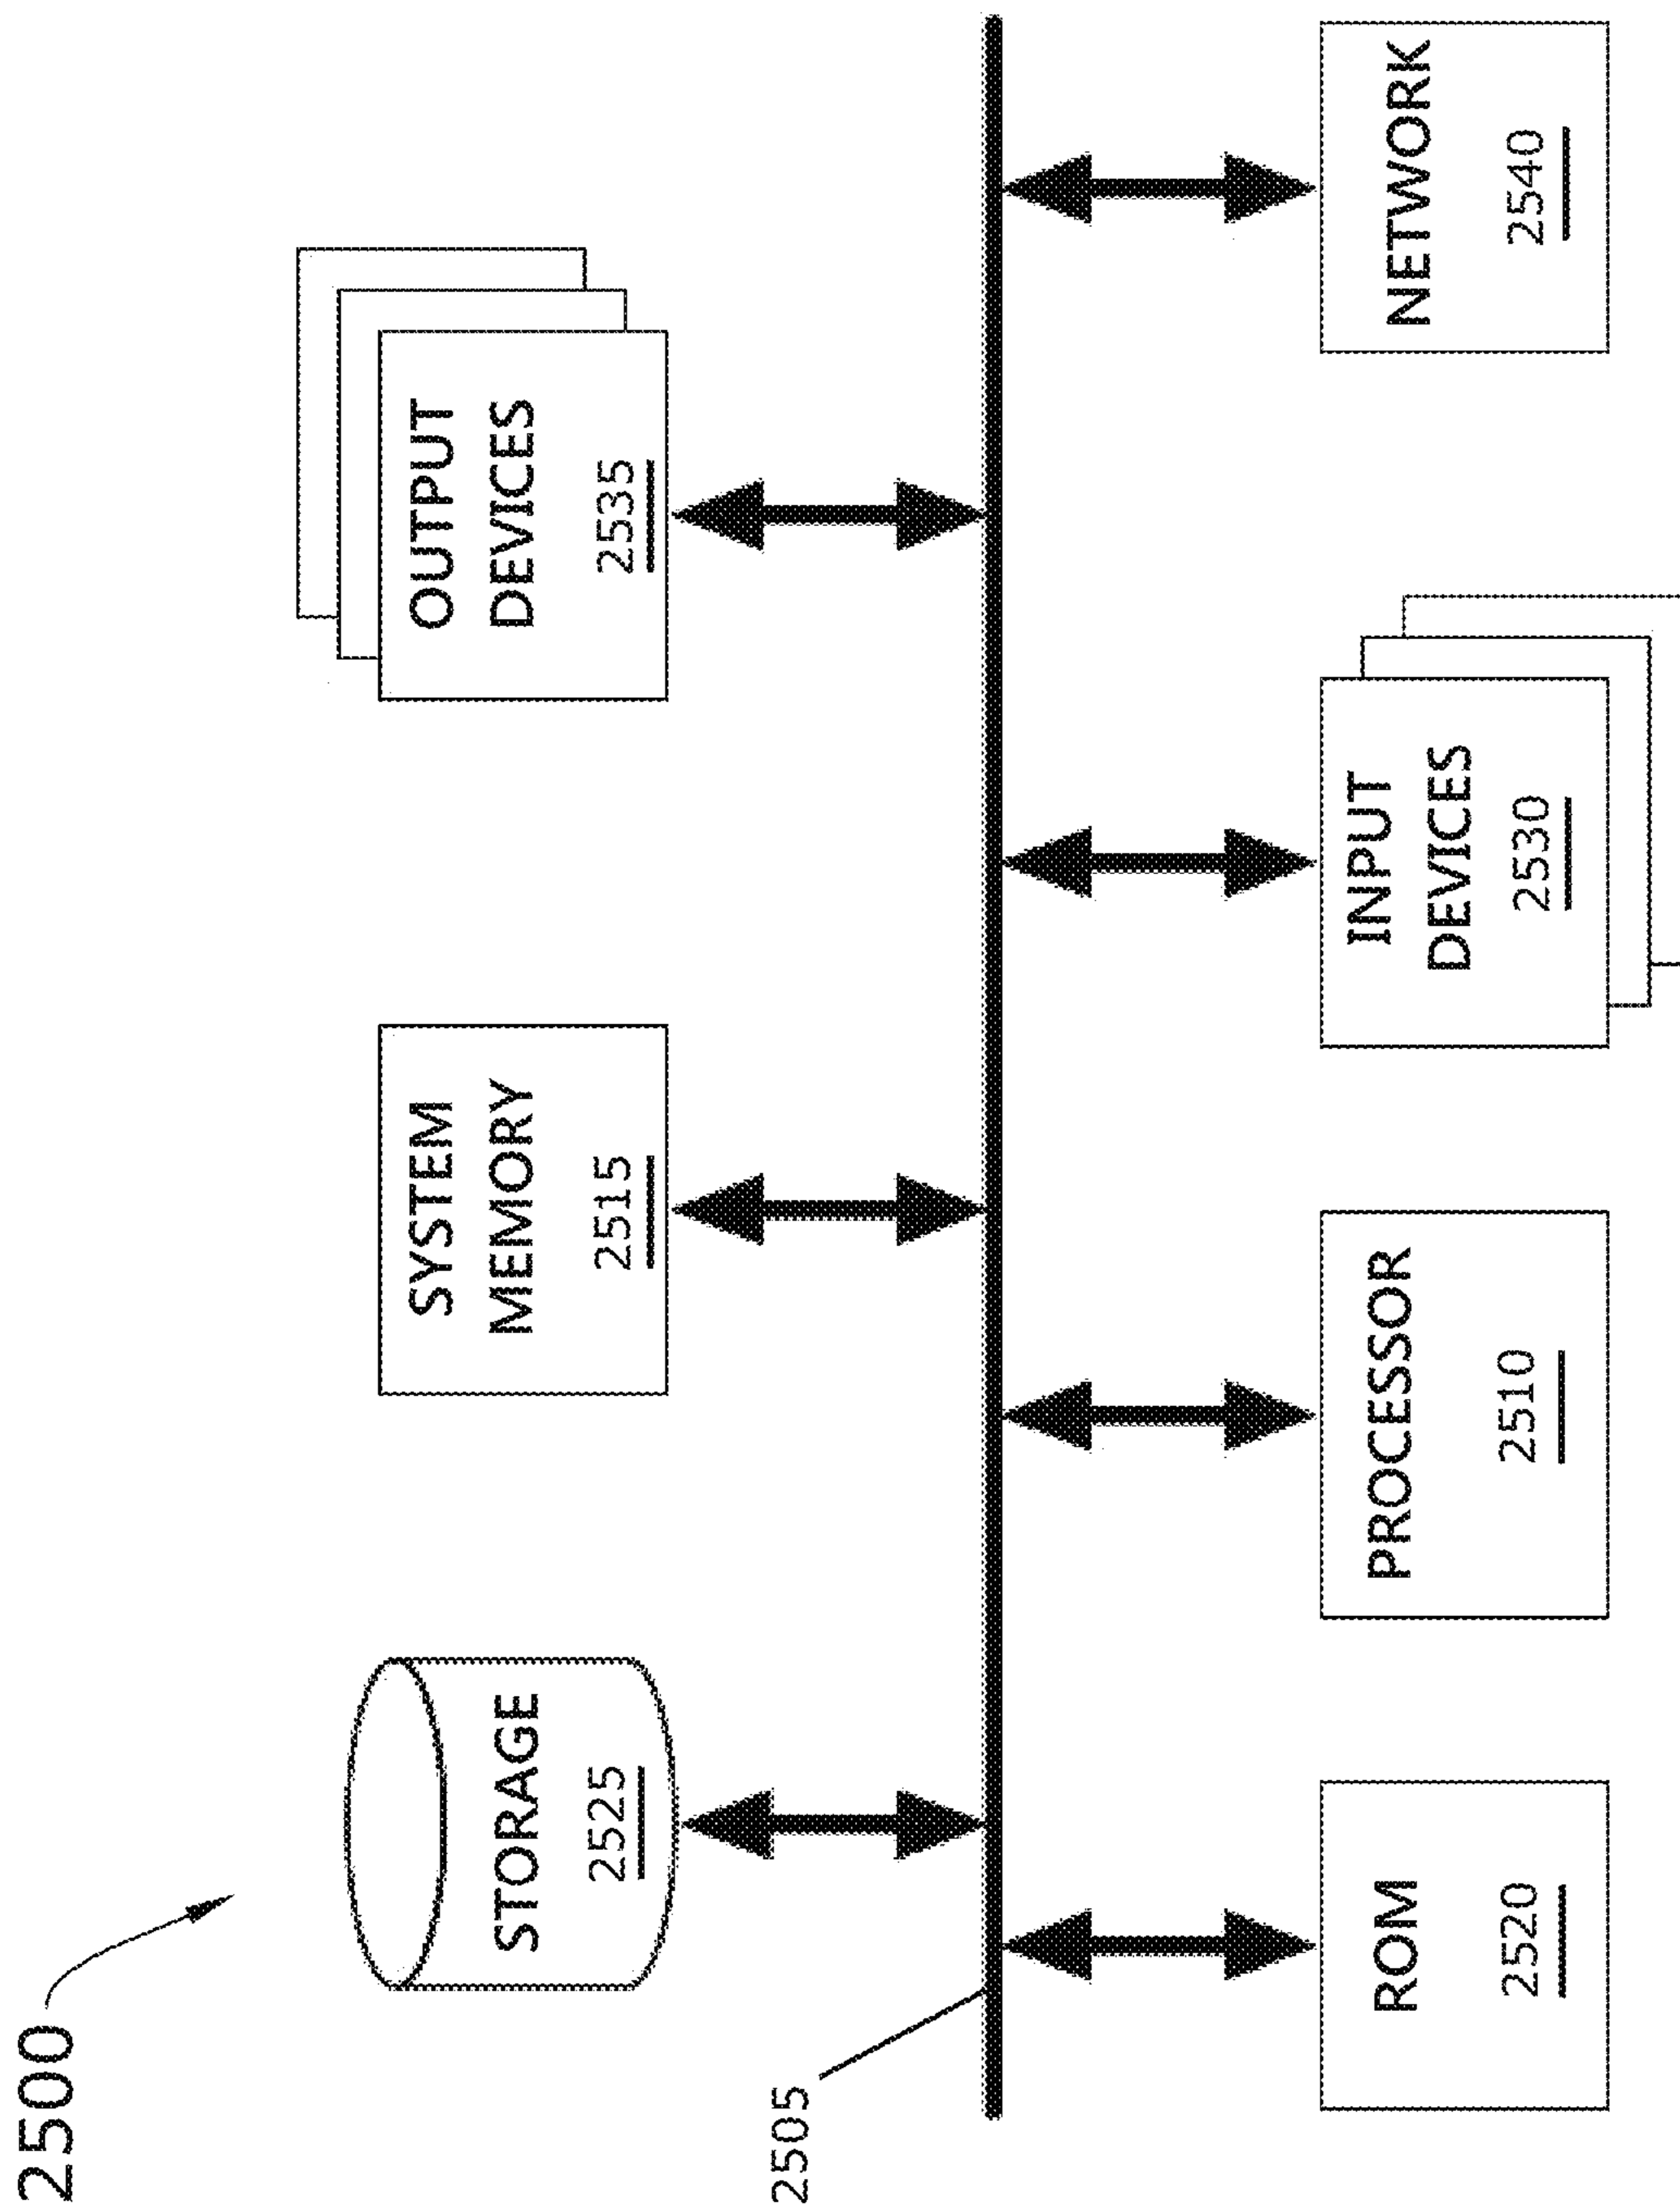 2500
STORAGE
2525
SYSTEM
MEMORY
2515
OUTPUT
DEVICES
2535
2505
ROM
2520
PROCESSOR
2510
INPUT
DEVICES
2530
NETWORK
2540